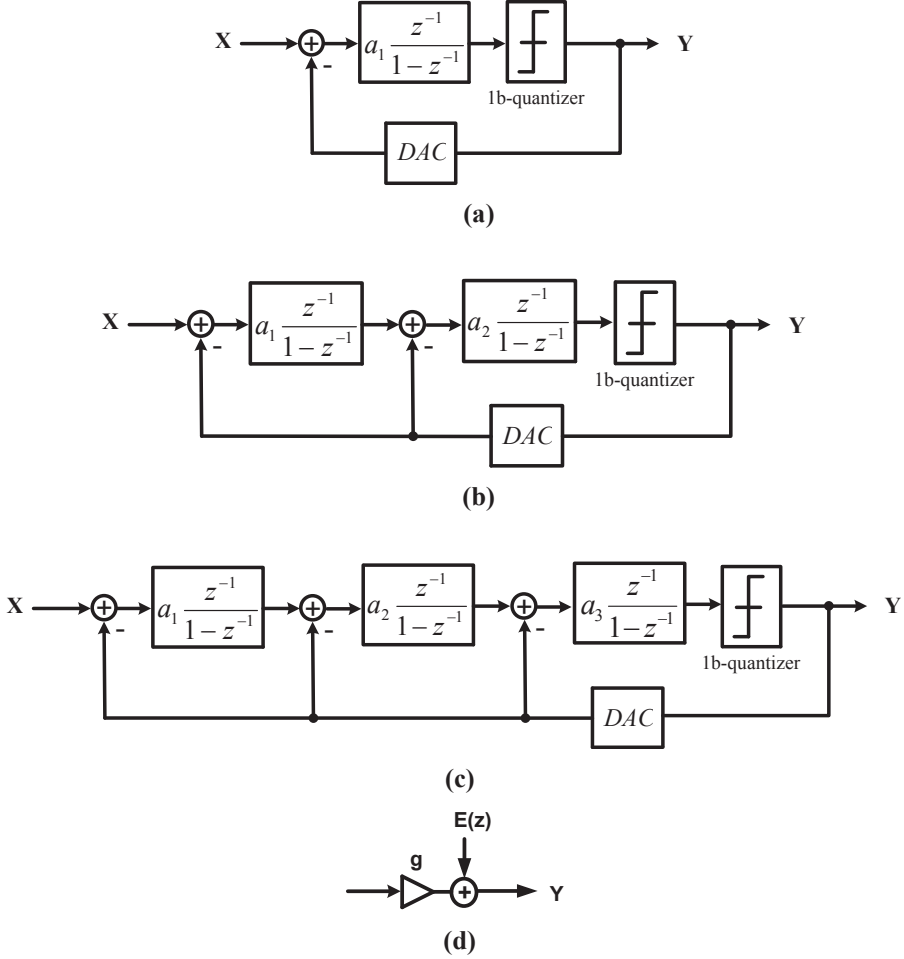 X + - a₁ z⁻¹ / 1 − z⁻¹ Y
1b-quantizer
DAC
(a)
X + - a₁ z⁻¹ / 1 − z⁻¹ + - a₂ z⁻¹ / 1 − z⁻¹ Y
1b-quantizer
DAC
(b)
X + - a₁ z⁻¹ / 1 − z⁻¹ + - a₂ z⁻¹ / 1 − z⁻¹ + - a₃ z⁻¹ / 1 − z⁻¹ Y
1b-quantizer
DAC
(c)
E(z)
g
+ Y
(d)